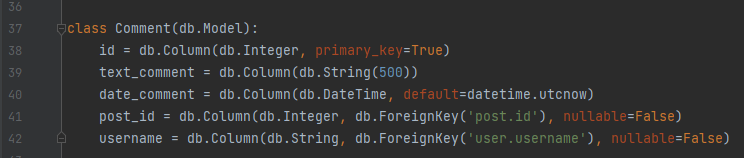 36
37 class Comment(db.Model):
38     id = db.Column(db.Integer, primary_key=True)
39     text_comment = db.Column(db.String(500))
40     date_comment = db.Column(db.DateTime, default=datetime.utcnow)
41     post_id = db.Column(db.Integer, db.ForeignKey('post.id'), nullable=False)
42     username = db.Column(db.String, db.ForeignKey('user.username'), nullable=False)